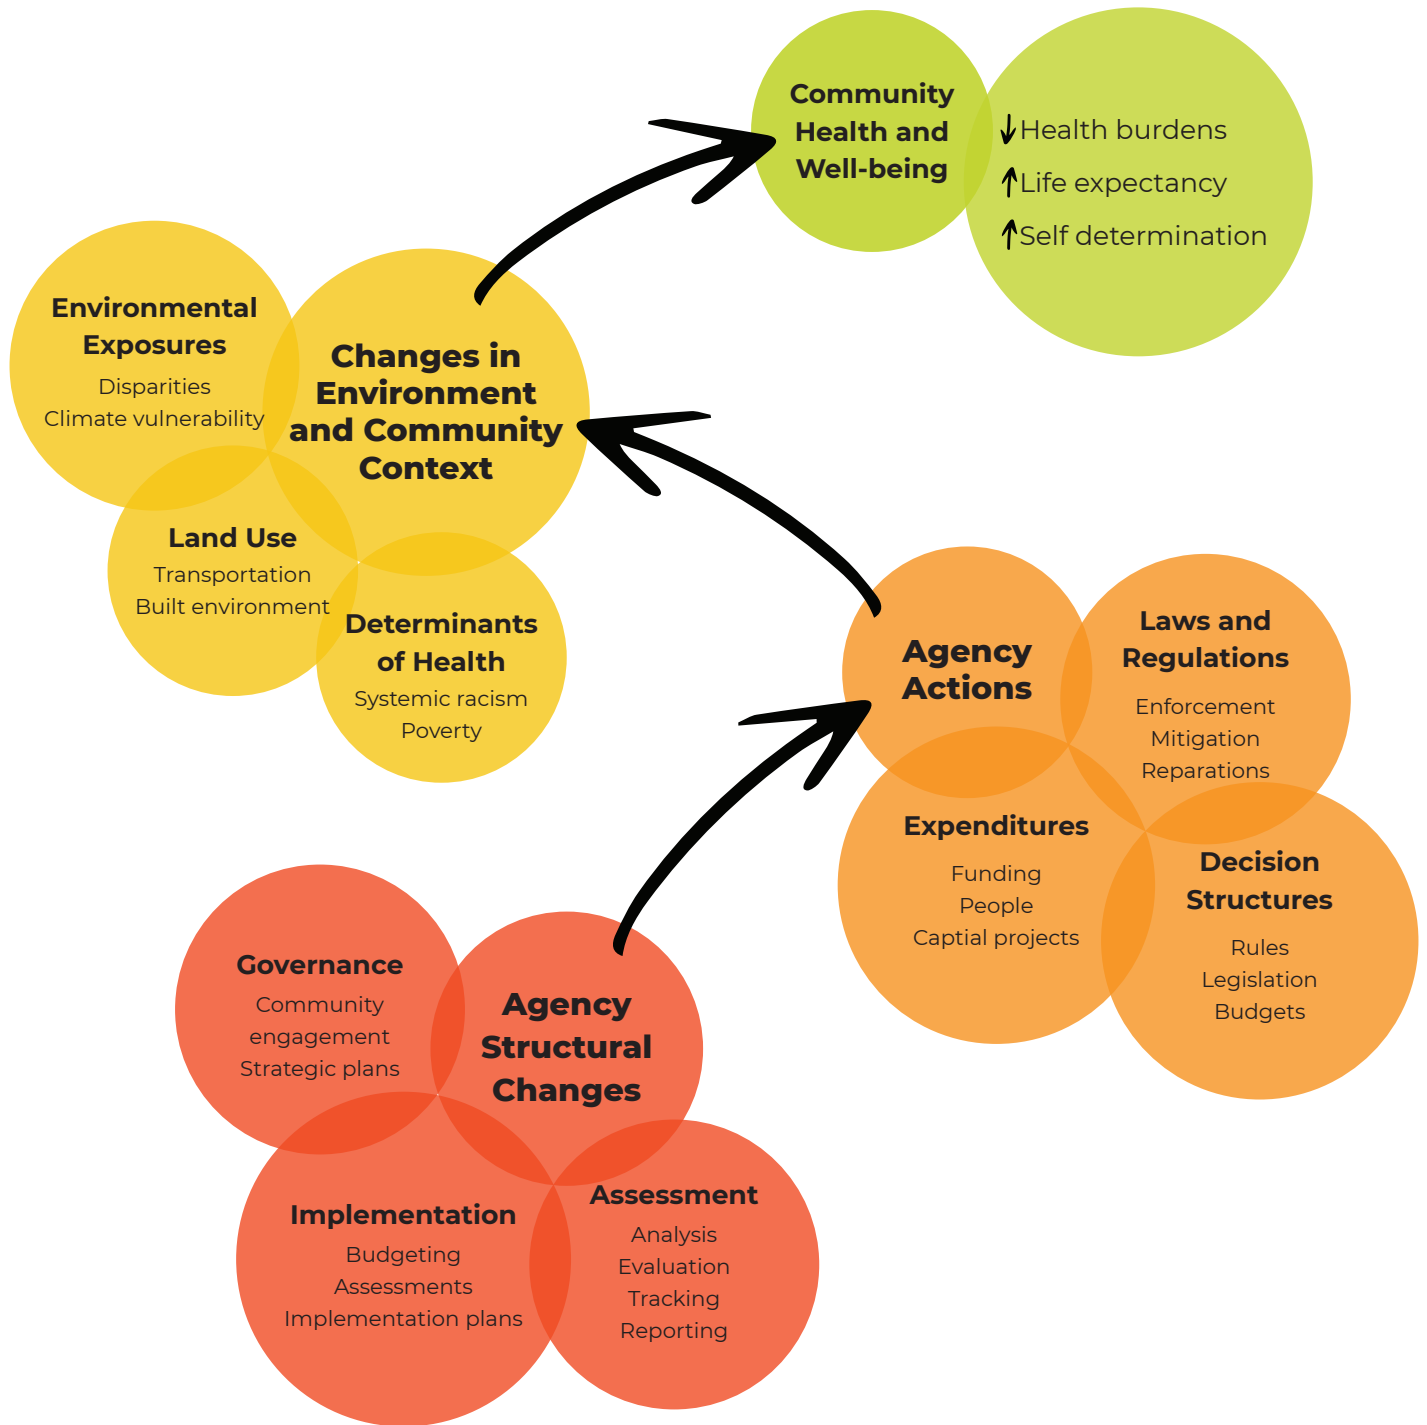 Community
Health and
Well-being
Health burdens
Life expectancy
Self determination
Environmental
Exposures
Disparities
Climate vulnerability
Changes in
Environment
and Community
Context
Land Use
Transportation
Built environment
Determinants
of Health
Systemic racism
Poverty
Agency
Actions
Laws and
Regulations
Enforcement
Mitigation
Reparations
Expenditures
Funding
People
Captial projects
Decision
Structures
Rules
Legislation
Budgets
Governance
Community
engagement
Strategic plans
Agency
Structural
Changes
Implementation
Budgeting
Assessments
Implementation plans
Assessment
Analysis
Evaluation
Tracking
Reporting